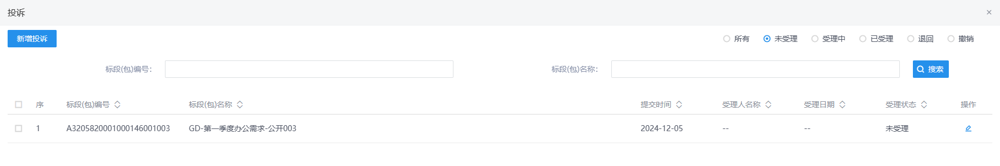 投诉 ×
新增投诉 所有 未受理 受理中 已受理 退回 撤销
标段(包)编号： 标段(包)名称： 搜索
序 标段(包)编号 标段(包)名称 提交时间 受理人名称 受理日期 受理状态 操作
1 A3205820001000146001003 GD-第一季度办公需求-公开003 2024-12-05 -- -- 未受理